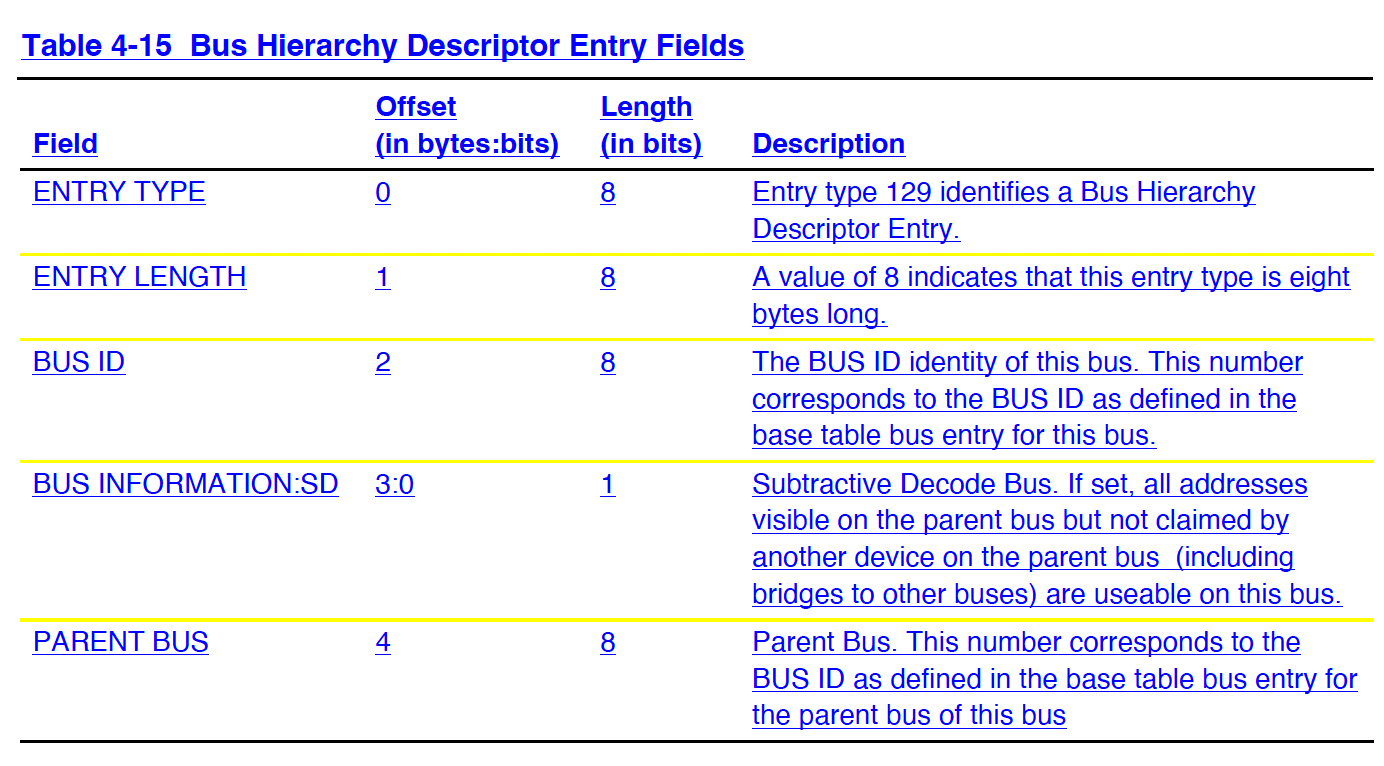 Table 4-15  Bus Hierarchy Descriptor Entry Fields
Offset Length
Field (in bytes:bits) (in bits) Description
ENTRY TYPE 0 8 Entry type 129 identifies a Bus Hierarchy
Descriptor Entry.
ENTRY LENGTH 1 8 A value of 8 indicates that this entry type is eight
bytes long.
BUS ID 2 8 The BUS ID identity of this bus. This number
corresponds to the BUS ID as defined in the
base table bus entry for this bus.
BUS INFORMATION:SD 3:0 1 Subtractive Decode Bus. If set, all addresses
visible on the parent bus but not claimed by
another device on the parent bus  (including
bridges to other buses) are useable on this bus.
PARENT BUS 4 8 Parent Bus. This number corresponds to the
BUS ID as defined in the base table bus entry for
the parent bus of this bus